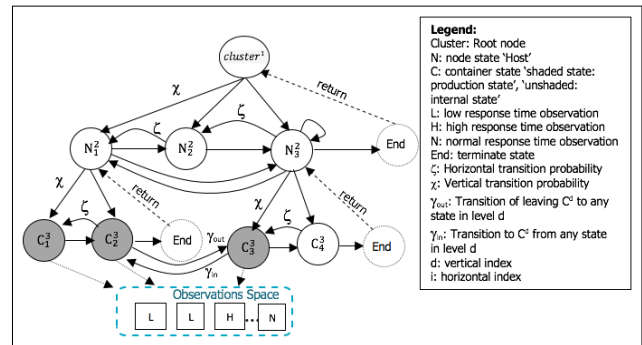 cluster¹
return
χ
ζ
ζ
N₁²
N₂²
N₃²
End
χ
ζ
return
χ
ζ
return
C₁³
C₂³
End
γout
γin
C₃³
C₄³
End
Observations Space
L L H ... N
Legend:
Cluster: Root node
N: node state 'Host'
C: container state 'shaded state:
production state', 'unshaded:
internal state'
L: low response time observation
H: high response time observation
N: normal response time observation
End: terminate state
ζ: Horizontal transition probability
χ: Vertical transition probability
γout: Transition of leaving Cᵈ to any
state in level d
γin: Transition to Cᵈ from any state
in level d
d: vertical index
i: horizontal index